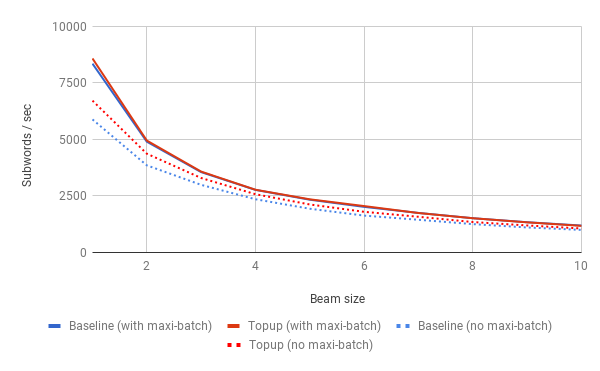 10000
7500
5000
2500
0
Subwords / sec
2
4
6
8
10
Beam size
Baseline (with maxi-batch)
Topup (with maxi-batch)
Baseline (no maxi-batch)
Topup (no maxi-batch)